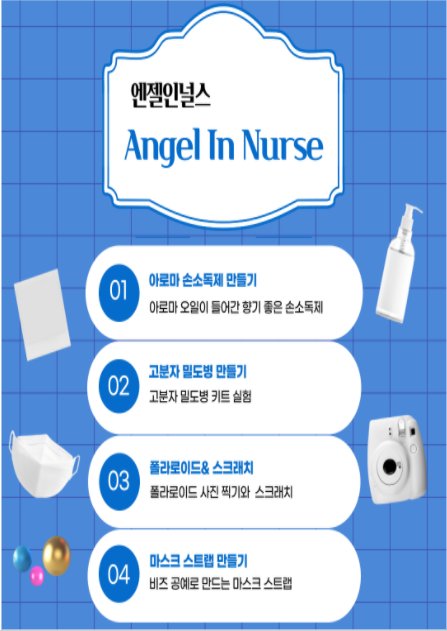 엔젤인널스
Angel In Nurse
01
아로마 손소독제 만들기
아로마 오일이 들어간 향기 좋은 손소독제
02
고분자 밀도병 만들기
고분자 밀도병 키트 실험
03
폴라로이드& 스크래치
폴라로이드 사진 찍기와 스크래치
04
마스크 스트랩 만들기
비즈 공예로 만드는 마스크 스트랩